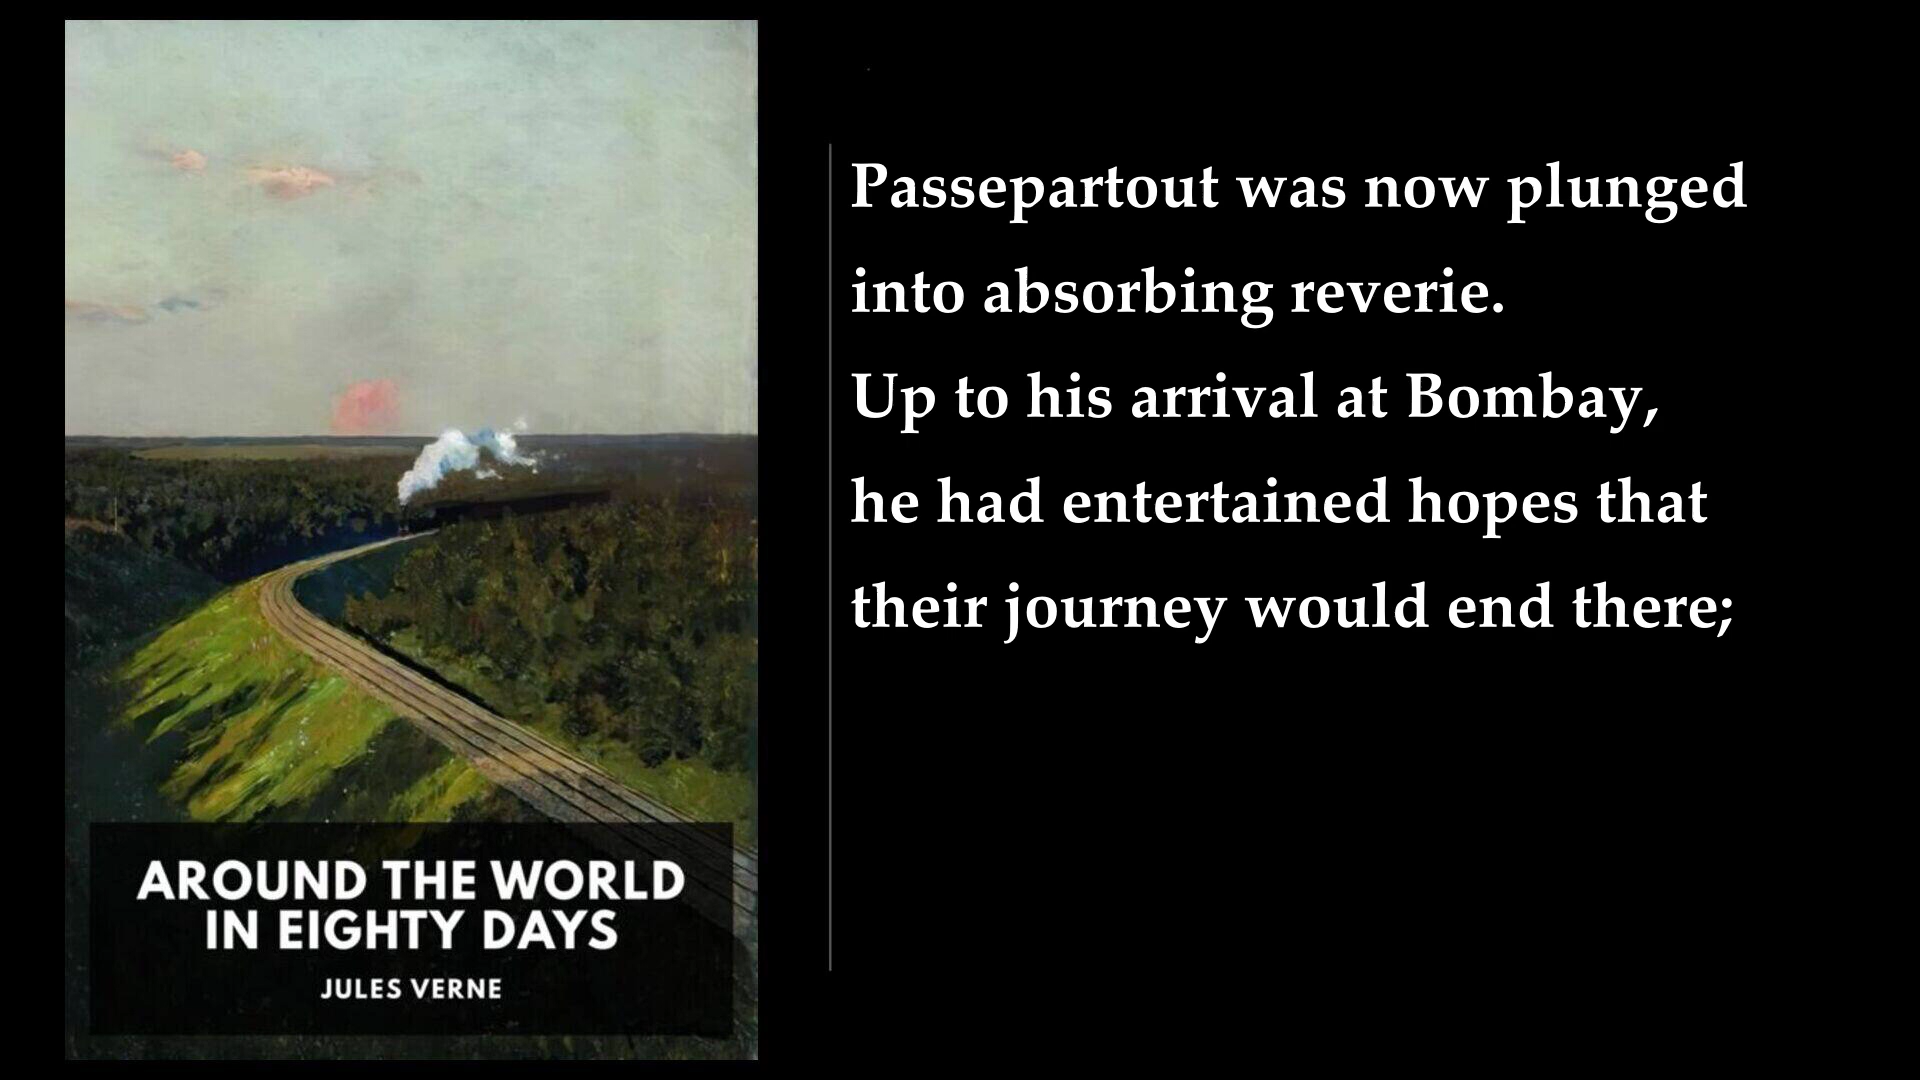 Passepartout was now plunged
into absorbing reverie.
Up to his arrival at Bombay,
he had entertained hopes that
their journey would end there;
AROUND THE WORLD
IN EIGHTY DAYS
JULES VERNE